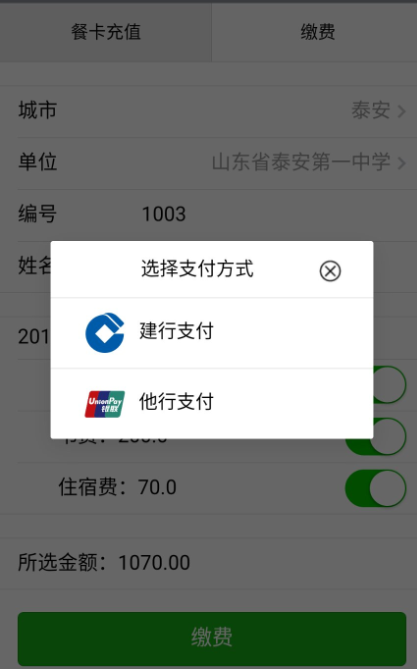 餐卡充值 缴费
城市 泰安
单位 山东省泰安第一中学
编号 1003
姓名
选择支付方式
建行支付
UnionPay 银联 他行支付
201
住宿费：70.0
所选金额：1070.00
缴费